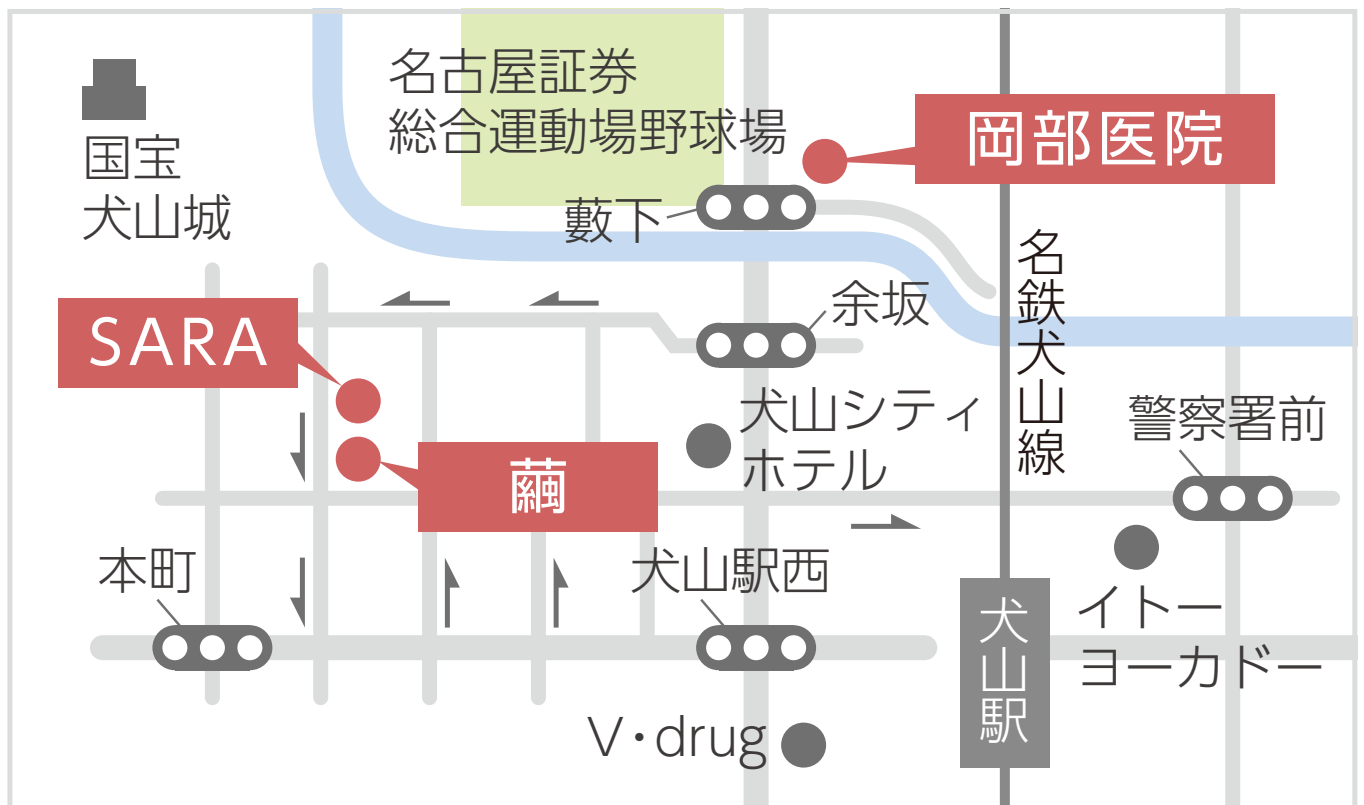 名古屋証券
総合運動場野球場
岡部医院
国宝
犬山城
藪下
名鉄犬山線
余坂
SARA
犬山シティ
ホテル
警察署前
繭
本町
犬山駅西
犬山駅
イトー
ヨーカドー
V・drug